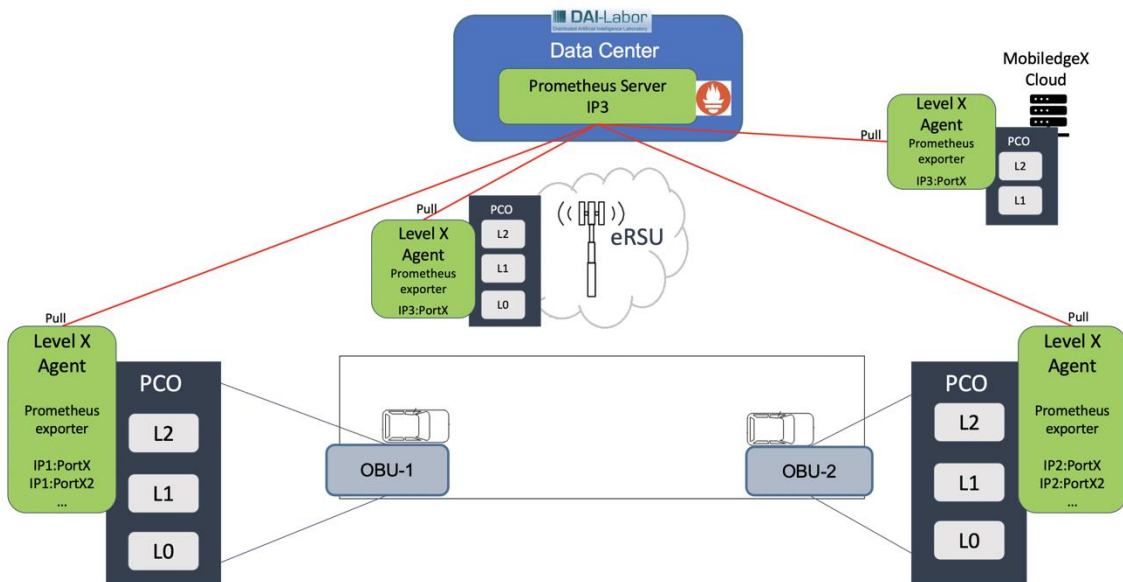 DAI-Labor
Distributed Artificial Intelligence Laboratory
Data Center
Prometheus Server
IP3
MobiledgeX
Cloud
Pull
Level X
Agent
Prometheus
exporter
IP3:PortX
PCO
L2
L1
Pull
Level X
Agent
Prometheus
exporter
IP3:PortX
PCO
L2
L1
L0
eRSU
Pull
Level X
Agent
Prometheus
exporter
IP1:PortX
IP1:PortX2
...
PCO
L2
L1
L0
OBU-1
OBU-2
PCO
L2
L1
L0
Pull
Level X
Agent
Prometheus
exporter
IP2:PortX
IP2:PortX2
...